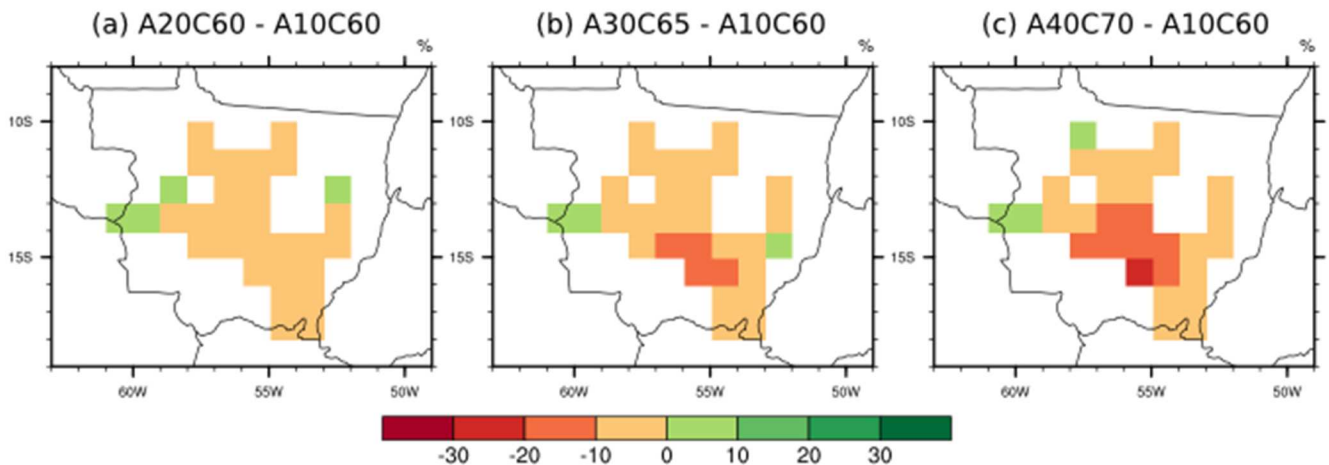 (a) A20C60 - A10C60 (b) A30C65 - A10C60 (c) A40C70 - A10C60
% % %
10S 10S 10S
15S 15S 15S
60W 55W 50W 60W 55W 50W 60W 55W 50W
-30 -20 -10 0 10 20 30